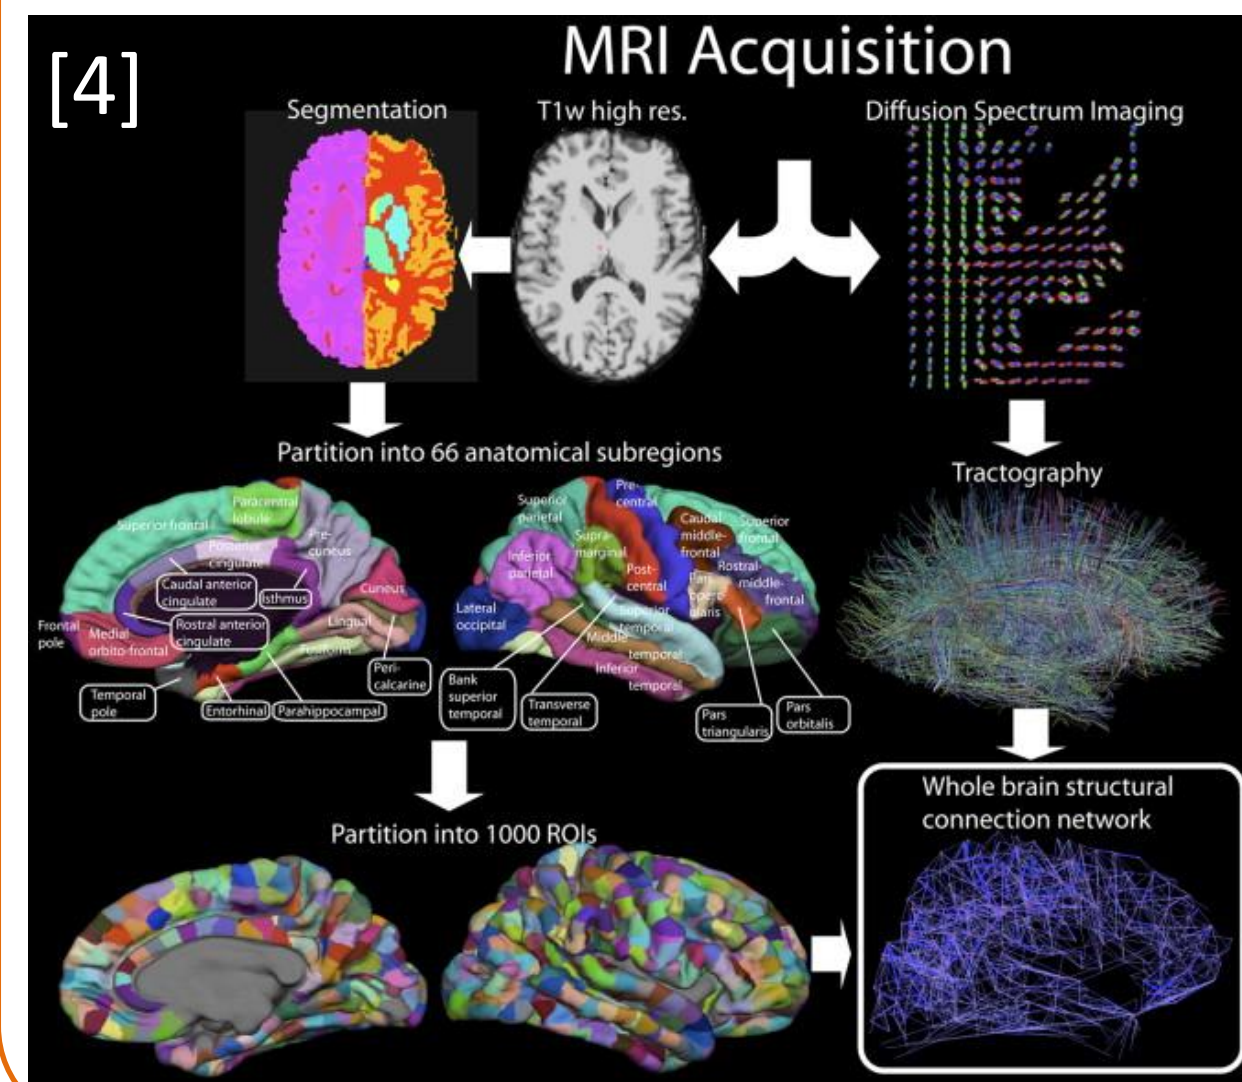 [4]
MRI Acquisition
Segmentation
T1w high res.
Diffusion Spectrum Imaging
Partition into 66 anatomical subregions
Tractography
Paracentral
lobule
Superior frontal
Posterior
cingulate
Pre-
cuneus
Caudal anterior
cingulate
Isthmus
Cuneus
Rostral anterior
cingulate
Lingual
Frontal
pole
Medial
orbito-frontal
Fusiform
Peri-
calcarine
Temporal
pole
Entorhinal
Parahippocampal
Superior
parietal
Pre-
central
Caudal
middle-
frontal
Superior
frontal
Supra-
marginal
Inferior
parietal
Post-
central
Rostral-
middle-
frontal
Pars
opercularis
Lateral
occipital
Superior
temporal
Middle
temporal
Inferior
temporal
Bank
superior
temporal
Transverse
temporal
Pars
triangularis
Pars
orbitalis
Partition into 1000 ROIs
Whole brain structural
connection network